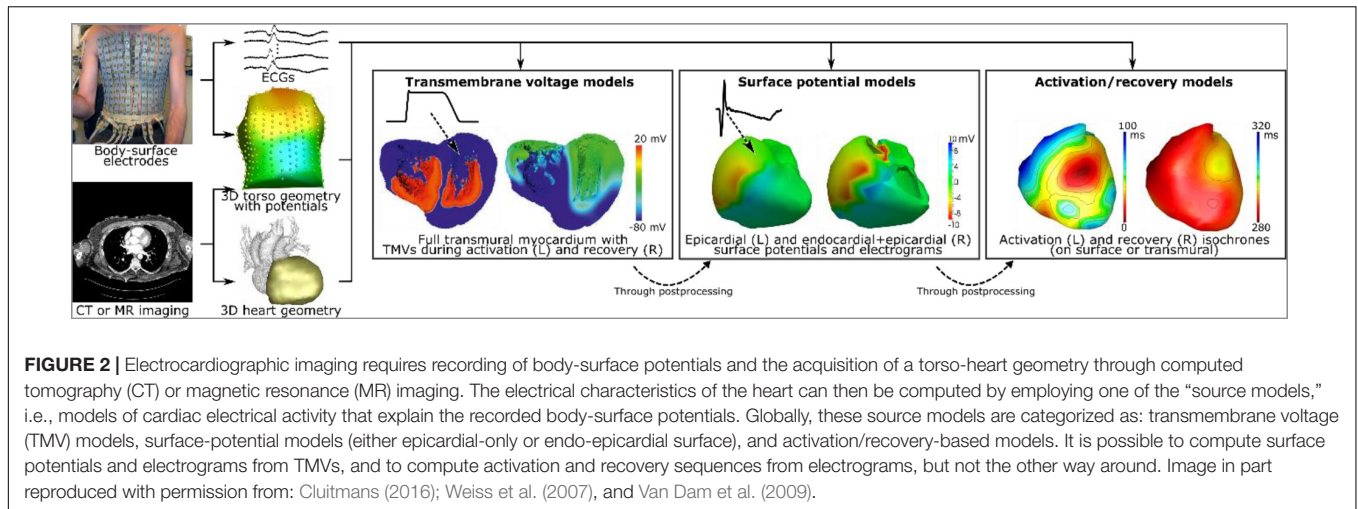 ECGs
Body-surface
electrodes
3D torso geometry
with potentials
CT or MR imaging
3D heart geometry
Transmembrane voltage models
20 mV
-80 mV
Full transmural myocardium with
TMVs during activation (L) and recovery (R)
Through postprocessing
Surface potential models
10 mV
8
4
0
-4
-8
-10
Epicardial (L) and endocardial+epicardial (R)
surface potentials and electrograms
Through postprocessing
Activation/recovery models
100
ms
0
320
ms
280
Activation (L) and recovery (R) isochrones
(on surface or transmural)
FIGURE 2 | Electrocardiographic imaging requires recording of body-surface potentials and the acquisition of a torso-heart geometry through computed
tomography (CT) or magnetic resonance (MR) imaging. The electrical characteristics of the heart can then be computed by employing one of the “source models,”
i.e., models of cardiac electrical activity that explain the recorded body-surface potentials. Globally, these source models are categorized as: transmembrane voltage
(TMV) models, surface-potential models (either epicardial-only or endo-epicardial surface), and activation/recovery-based models. It is possible to compute surface
potentials and electrograms from TMVs, and to compute activation and recovery sequences from electrograms, but not the other way around. Image in part
reproduced with permission from: Cluitmans (2016); Weiss et al. (2007), and Van Dam et al. (2009).